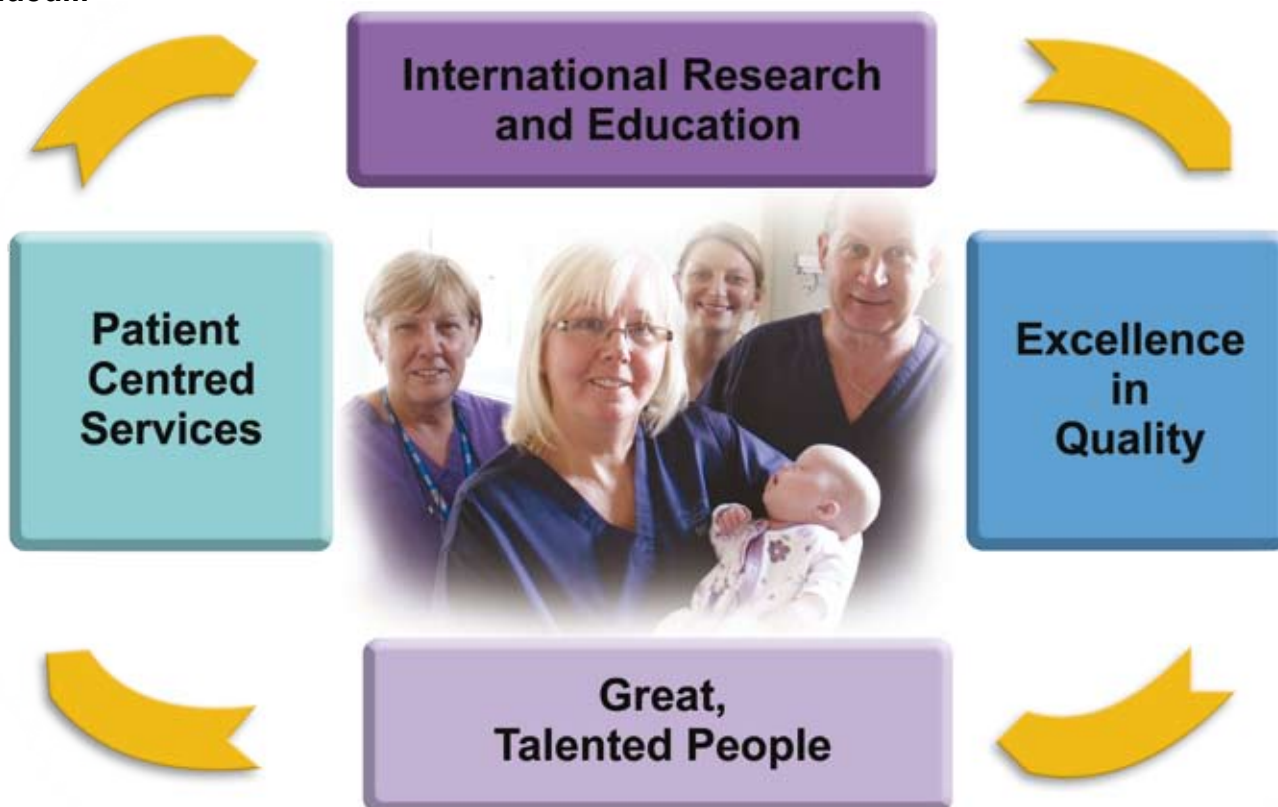 International Research
and Education
Patient
Centred
Services
Excellence
in
Quality
Great,
Talented People